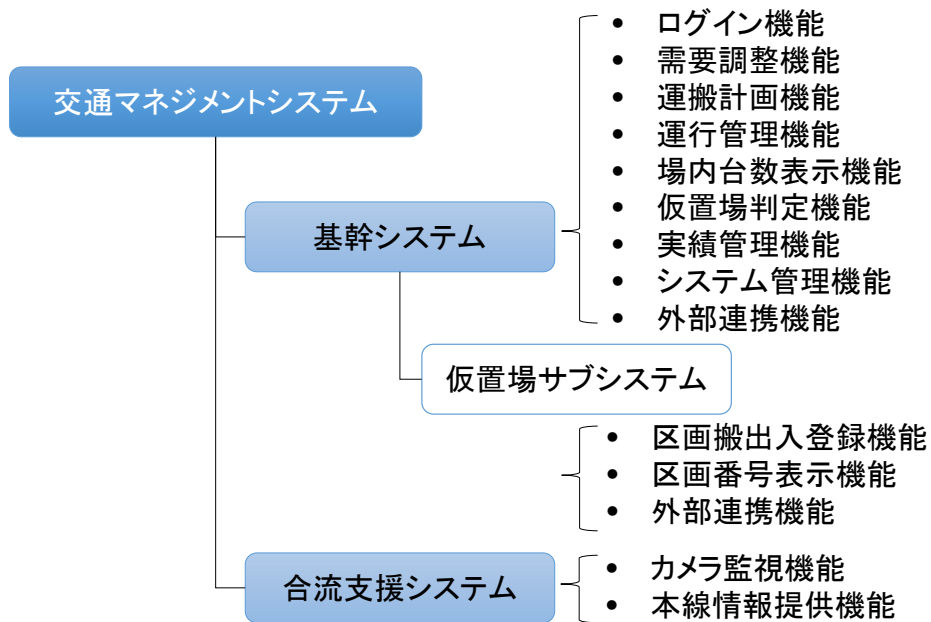 交通マネジメントシステム
基幹システム
• ログイン機能
• 需要調整機能
• 運搬計画機能
• 運行管理機能
• 場内台数表示機能
• 仮置場判定機能
• 実績管理機能
• システム管理機能
• 外部連携機能
仮置場サブシステム
• 区画搬出入登録機能
• 区画番号表示機能
• 外部連携機能
合流支援システム
• カメラ監視機能
• 本線情報提供機能